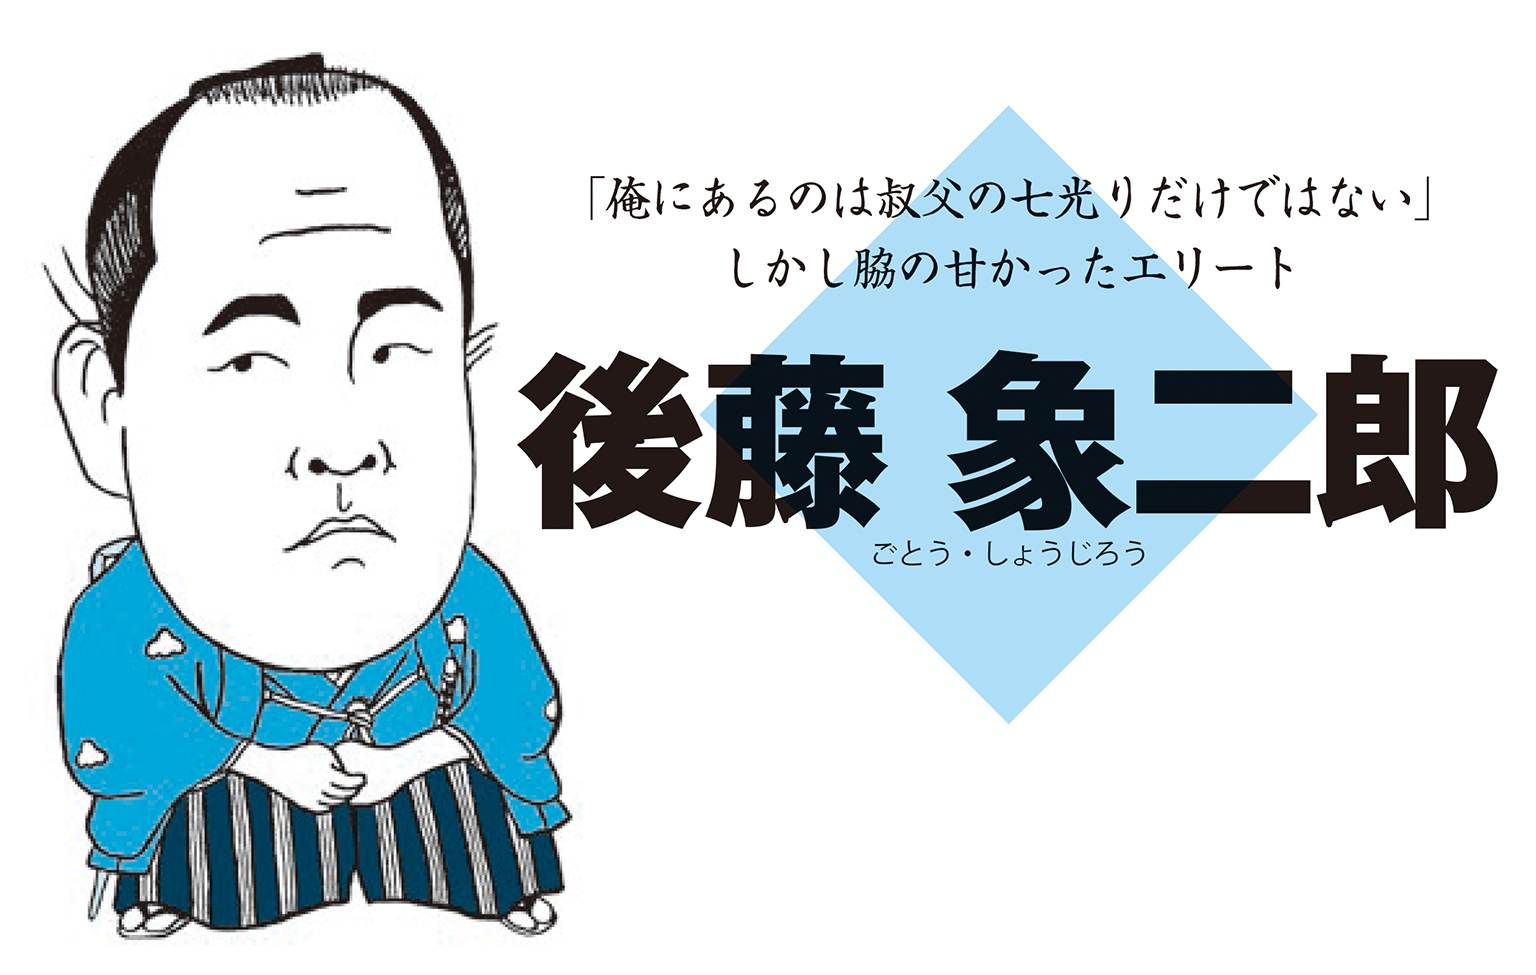 「俺にあるのは叔父の七光りだけではない」
しかし脇の甘かったエリート
後藤 象二郎
ごとう・しょうじろう